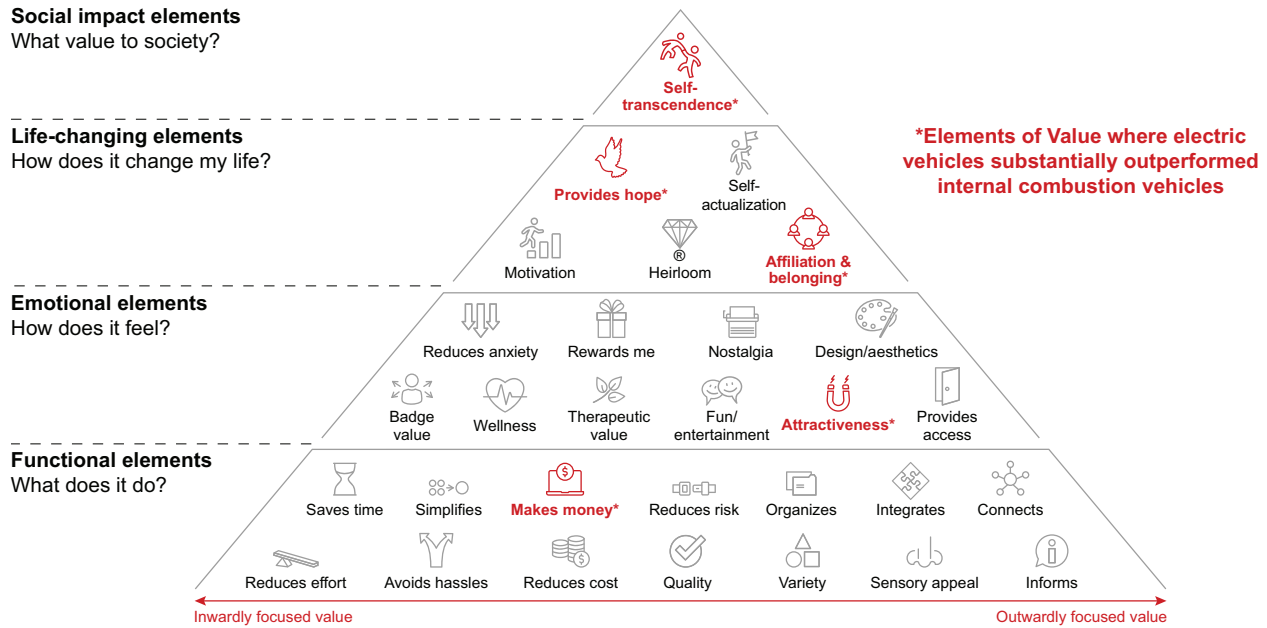 Social impact elements
What value to society?
Self-
transcendence*
Life-changing elements
How does it change my life?
*Elements of Value where electric
vehicles substantially outperformed
internal combustion vehicles
Provides hope*
Self-
actualization
Motivation
®
Heirloom
Affiliation &
belonging*
Emotional elements
How does it feel?
Reduces anxiety
Rewards me
Nostalgia
Design/aesthetics
Badge
value
Wellness
Therapeutic
value
Fun/
entertainment
Attractiveness*
Provides
access
Functional elements
What does it do?
$
Saves time
Simplifies
Makes money*
Reduces risk
Organizes
Integrates
Connects
$
Reduces effort
Avoids hassles
Reduces cost
Quality
Variety
Sensory appeal
Informs
Inwardly focused value
Outwardly focused value